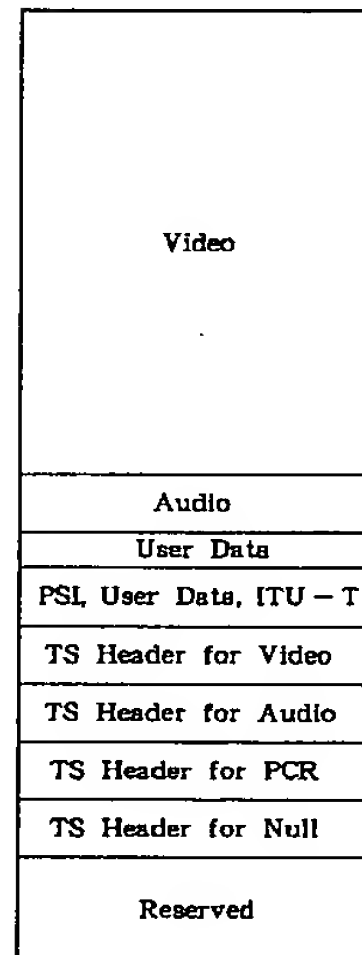 Video
Audio
User Data
PSI, User Data, ITU - T
TS Header for Video
TS Header for Audio
TS Header for PCR
TS Header for Null
Reserved